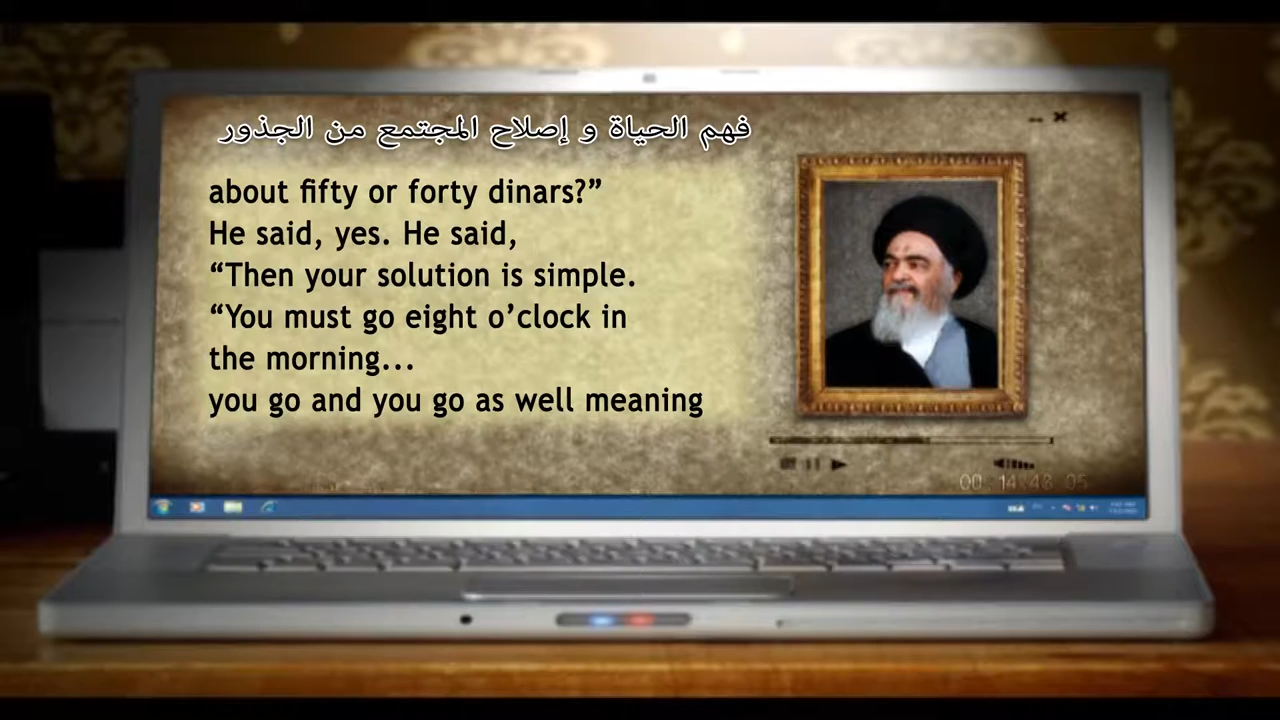 فهم الحياة و إصلاح المجتمع من الجذور
about fifty or forty dinars?”
He said, yes. He said,
“Then your solution is simple.
“You must go eight o’clock in
the morning...
you go and you go as well meaning